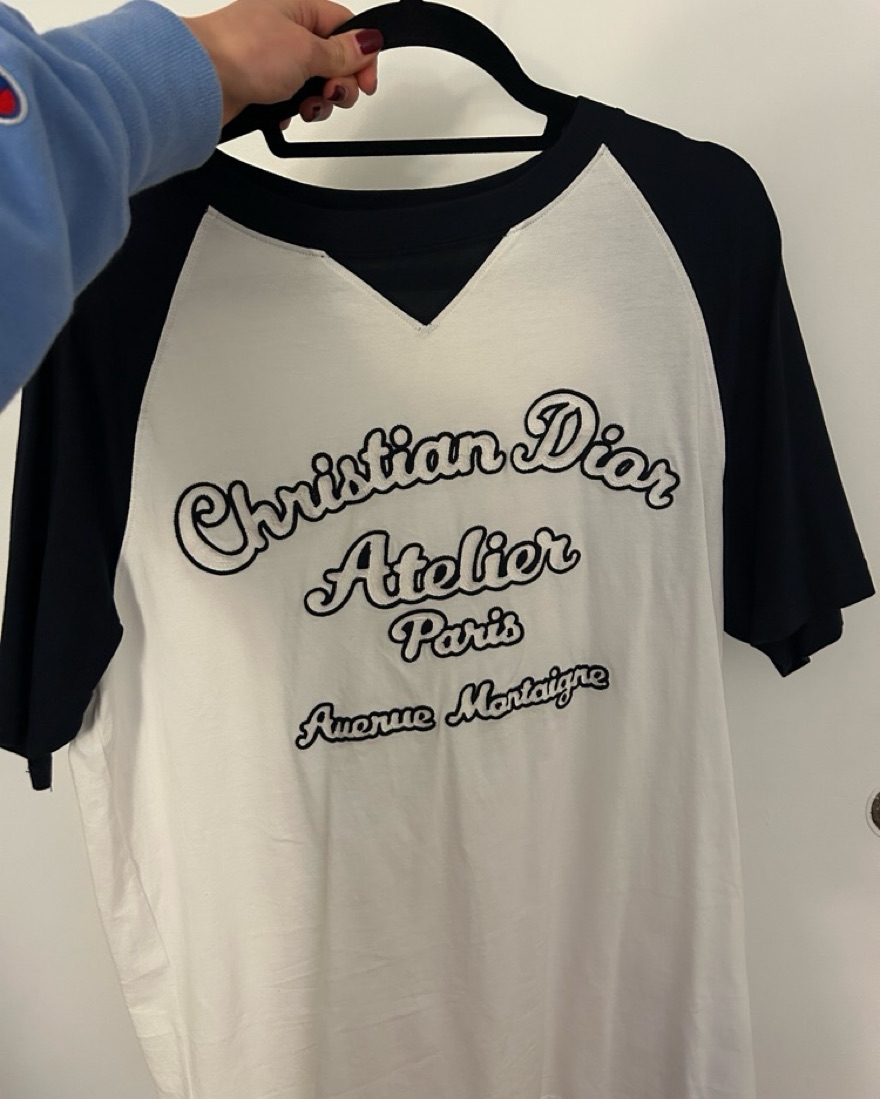 Christian Dior
Atelier
Paris
Avenue Montaigne